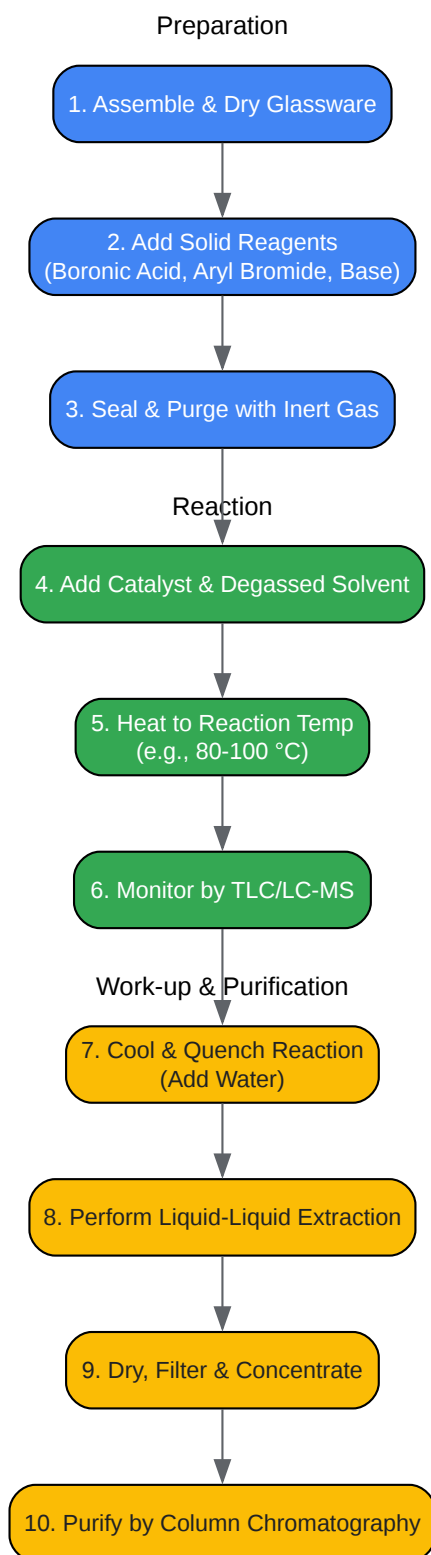 Preparation
1. Assemble & Dry Glassware
2. Add Solid Reagents
(Boronic Acid, Aryl Bromide, Base)
3. Seal & Purge with Inert Gas
Reaction
4. Add Catalyst & Degassed Solvent
5. Heat to Reaction Temp
(e.g., 80-100 °C)
6. Monitor by TLC/LC-MS
Work-up & Purification
7. Cool & Quench Reaction
(Add Water)
8. Perform Liquid-Liquid Extraction
9. Dry, Filter & Concentrate
10. Purify by Column Chromatography